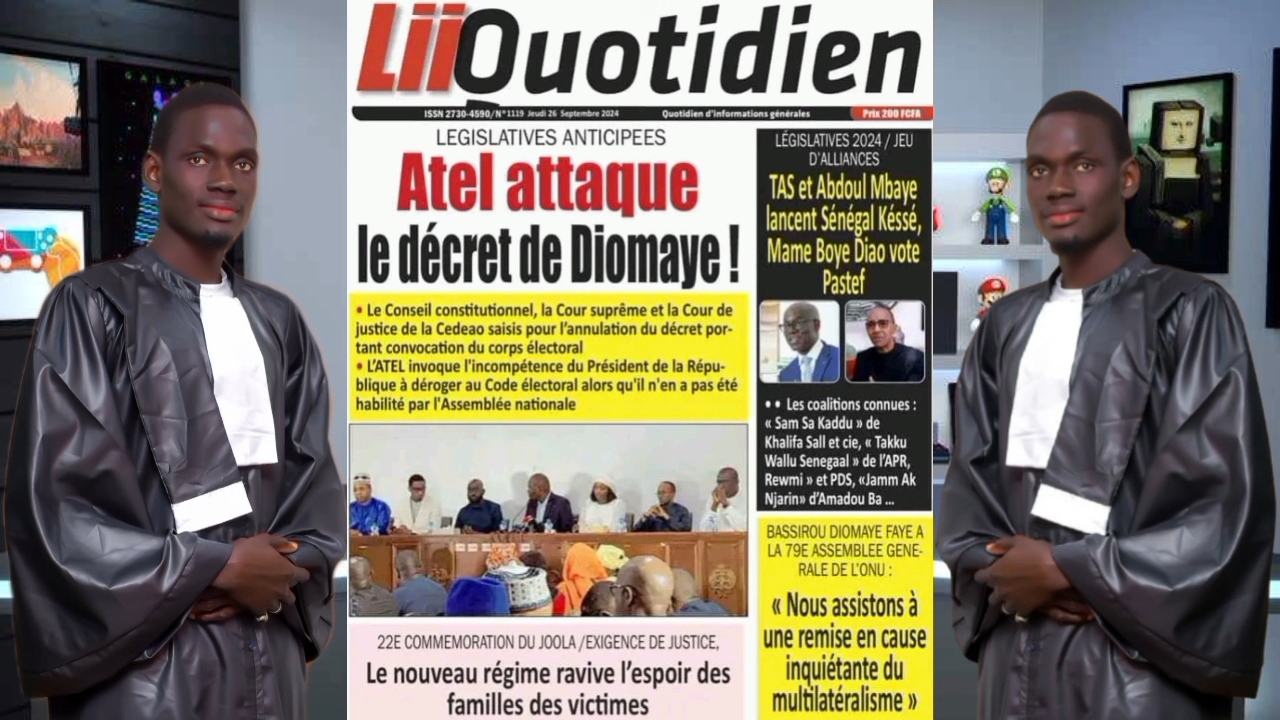 Lii Quotidien
ISSN 2730-4590/N°1119 Jeudi 26 Septembre 2024
Quotidien d'informations générales
Prix 200 FCFA
LEGISLATIVES ANTICIPEES
Atel attaque
le décret de Diomaye !
• Le Conseil constitutionnel, la Cour suprême et la Cour de
justice de la Cedeao saisis pour l'annulation du décret por-
tant convocation du corps électoral
• L'ATEL invoque l'incompétence du Président de la Répu-
blique à déroger au Code électoral alors qu'il n'en a pas été
habilité par l'Assemblée nationale
22E COMMEMORATION DU JOOLA /EXIGENCE DE JUSTICE,
Le nouveau régime ravive l'espoir des
familles des victimes
LÉGISLATIVES 2024 / JEU
D'ALLIANCES
TAS et Abdoul Mbaye
lancent Sénégal Késsé,
Mame Boye Diao vote
Pastef
•• Les coalitions connues :
« Sam Sa Kaddu » de
Khalifa Sall et cie, « Takku
Wallu Senegaal » de l'APR,
Rewmi » et PDS, «Jamm Ak
Njarin» d'Amadou Ba ...
BASSIROU DIOMAYE FAYE A
LA 79E ASSEMBLEE GENE-
RALE DE L'ONU :
« Nous assistons à
une remise en cause
inquiétante du
multilatéralisme »